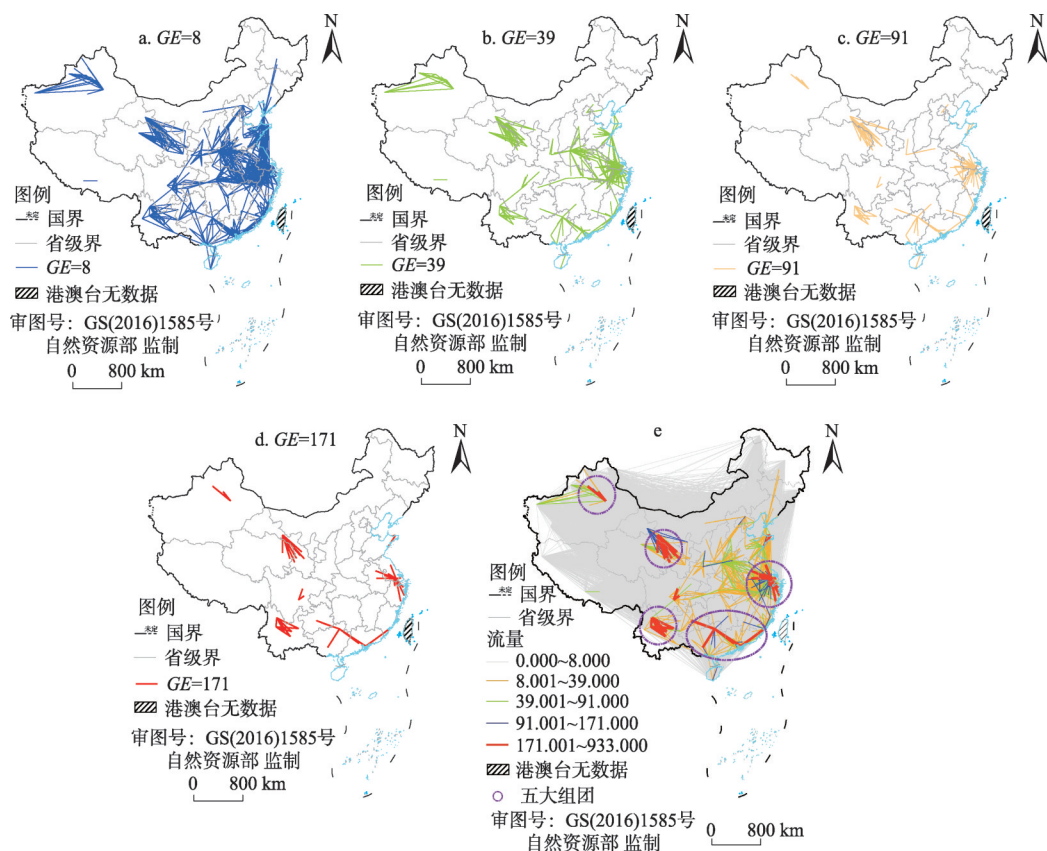 a. GE=8
N
图例
未定 国界
省级界
GE=8
港澳台无数据
审图号：GS(2016)1585号
自然资源部 监制
0 800 km
b. GE=39
N
图例
未定 国界
省级界
GE=39
港澳台无数据
审图号：GS(2016)1585号
自然资源部 监制
0 800 km
c. GE=91
N
图例
未定 国界
省级界
GE=91
港澳台无数据
审图号：GS(2016)1585号
自然资源部 监制
0 800 km
d. GE=171
N
图例
未定 国界
省级界
GE=171
港澳台无数据
审图号：GS(2016)1585号
自然资源部 监制
0 800 km
e
N
图例
未定 国界
省级界
流量
0.000~8.000
8.001~39.000
39.001~91.000
91.001~171.000
171.001~933.000
港澳台无数据
五大组团
审图号：GS(2016)1585号
自然资源部 监制
0 800 km